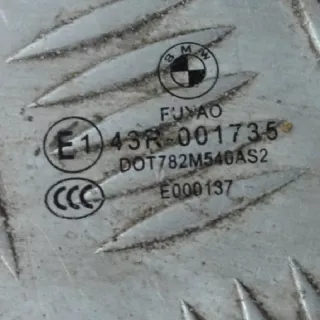 BMW
FUYAO
E1 43R-001735
DOT782M540AS2
CCC E000137